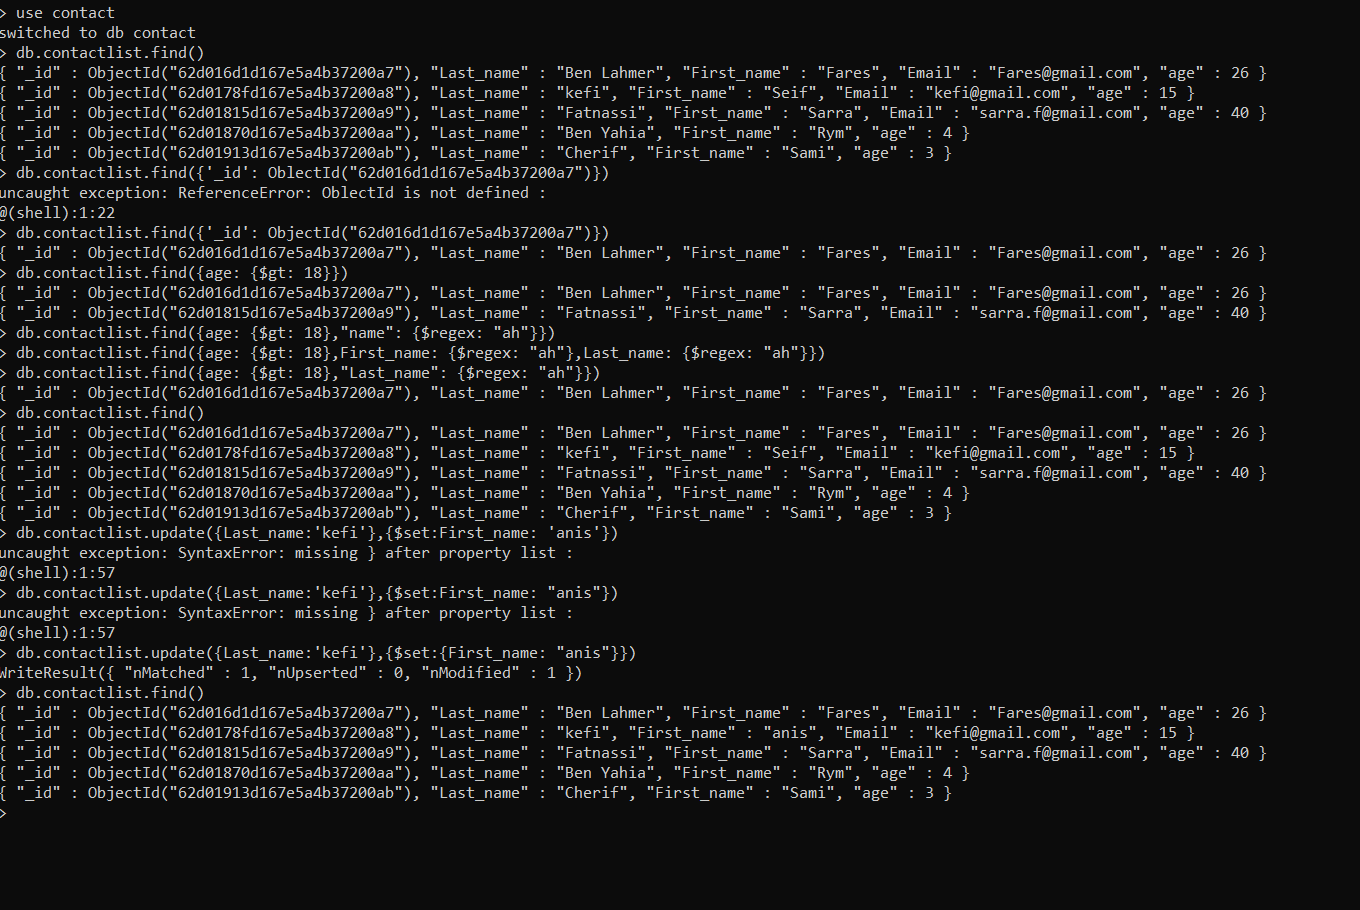 > use contact
switched to db contact
> db.contactlist.find()
{ "_id" : ObjectId("62d016d1d167e5a4b37200a7"), "Last_name" : "Ben Lahmer", "First_name" : "Fares", "Email" : "Fares@gmail.com", "age" : 26 }
{ "_id" : ObjectId("62d0178fd167e5a4b37200a8"), "Last_name" : "kefi", "First_name" : "Seif", "Email" : "kefi@gmail.com", "age" : 15 }
{ "_id" : ObjectId("62d01815d167e5a4b37200a9"), "Last_name" : "Fatnassi", "First_name" : "Sarra", "Email" : "sarra.f@gmail.com", "age" : 40 }
{ "_id" : ObjectId("62d01870d167e5a4b37200aa"), "Last_name" : "Ben Yahia", "First_name" : "Rym", "age" : 4 }
{ "_id" : ObjectId("62d01913d167e5a4b37200ab"), "Last_name" : "Cherif", "First_name" : "Sami", "age" : 3 }
> db.contactlist.find({'_id': OblectId("62d016d1d167e5a4b37200a7")})
uncaught exception: ReferenceError: OblectId is not defined :
@(shell):1:22
> db.contactlist.find({'_id': ObjectId("62d016d1d167e5a4b37200a7")})
{ "_id" : ObjectId("62d016d1d167e5a4b37200a7"), "Last_name" : "Ben Lahmer", "First_name" : "Fares", "Email" : "Fares@gmail.com", "age" : 26 }
> db.contactlist.find({age: {$gt: 18}})
{ "_id" : ObjectId("62d016d1d167e5a4b37200a7"), "Last_name" : "Ben Lahmer", "First_name" : "Fares", "Email" : "Fares@gmail.com", "age" : 26 }
{ "_id" : ObjectId("62d01815d167e5a4b37200a9"), "Last_name" : "Fatnassi", "First_name" : "Sarra", "Email" : "sarra.f@gmail.com", "age" : 40 }
> db.contactlist.find({age: {$gt: 18},"name": {$regex: "ah"}})
> db.contactlist.find({age: {$gt: 18},First_name: {$regex: "ah"},Last_name: {$regex: "ah"}})
> db.contactlist.find({age: {$gt: 18},"Last_name": {$regex: "ah"}})
{ "_id" : ObjectId("62d016d1d167e5a4b37200a7"), "Last_name" : "Ben Lahmer", "First_name" : "Fares", "Email" : "Fares@gmail.com", "age" : 26 }
> db.contactlist.find()
{ "_id" : ObjectId("62d016d1d167e5a4b37200a7"), "Last_name" : "Ben Lahmer", "First_name" : "Fares", "Email" : "Fares@gmail.com", "age" : 26 }
{ "_id" : ObjectId("62d0178fd167e5a4b37200a8"), "Last_name" : "kefi", "First_name" : "Seif", "Email" : "kefi@gmail.com", "age" : 15 }
{ "_id" : ObjectId("62d01815d167e5a4b37200a9"), "Last_name" : "Fatnassi", "First_name" : "Sarra", "Email" : "sarra.f@gmail.com", "age" : 40 }
{ "_id" : ObjectId("62d01870d167e5a4b37200aa"), "Last_name" : "Ben Yahia", "First_name" : "Rym", "age" : 4 }
{ "_id" : ObjectId("62d01913d167e5a4b37200ab"), "Last_name" : "Cherif", "First_name" : "Sami", "age" : 3 }
> db.contactlist.update({Last_name:'kefi'},{$set:First_name: 'anis'})
uncaught exception: SyntaxError: missing } after property list :
@(shell):1:57
> db.contactlist.update({Last_name:'kefi'},{$set:First_name: "anis"})
uncaught exception: SyntaxError: missing } after property list :
@(shell):1:57
> db.contactlist.update({Last_name:'kefi'},{$set:{First_name: "anis"}})
WriteResult({ "nMatched" : 1, "nUpserted" : 0, "nModified" : 1 })
> db.contactlist.find()
{ "_id" : ObjectId("62d016d1d167e5a4b37200a7"), "Last_name" : "Ben Lahmer", "First_name" : "Fares", "Email" : "Fares@gmail.com", "age" : 26 }
{ "_id" : ObjectId("62d0178fd167e5a4b37200a8"), "Last_name" : "kefi", "First_name" : "anis", "Email" : "kefi@gmail.com", "age" : 15 }
{ "_id" : ObjectId("62d01815d167e5a4b37200a9"), "Last_name" : "Fatnassi", "First_name" : "Sarra", "Email" : "sarra.f@gmail.com", "age" : 40 }
{ "_id" : ObjectId("62d01870d167e5a4b37200aa"), "Last_name" : "Ben Yahia", "First_name" : "Rym", "age" : 4 }
{ "_id" : ObjectId("62d01913d167e5a4b37200ab"), "Last_name" : "Cherif", "First_name" : "Sami", "age" : 3 }
>